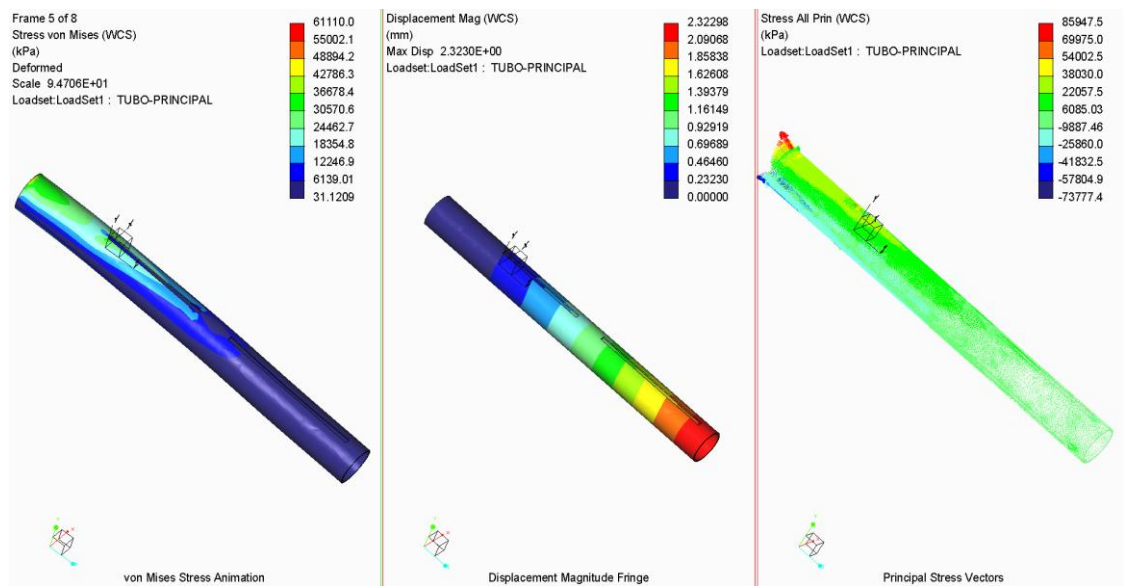 Frame 5 of 8
Stress von Mises (WCS)
(kPa)
Deformed
Scale 9.4706E+01
Loadset:LoadSet1 : TUBO-PRINCIPAL
61110.0
55002.1
48894.2
42786.3
36678.4
30570.6
24462.7
18354.8
12246.9
6139.01
31.1209
von Mises Stress Animation
Displacement Mag (WCS)
(mm)
Max Disp 2.3230E+00
Loadset:LoadSet1 : TUBO-PRINCIPAL
2.32298
2.09068
1.85838
1.62608
1.39379
1.16149
0.92919
0.69689
0.46460
0.23230
0.00000
Displacement Magnitude Fringe
Stress All Prin (WCS)
(kPa)
Loadset:LoadSet1 : TUBO-PRINCIPAL
85947.5
69975.0
54002.5
38030.0
22057.5
6085.03
-9887.46
-25860.0
-41832.5
-57804.9
-73777.4
Principal Stress Vectors